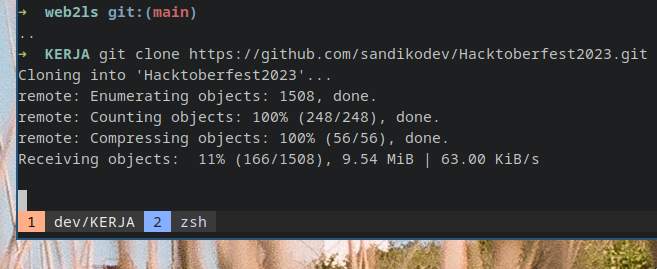 ➜  web2ls git:(main)
..
➜  KERJA git clone https://github.com/sandikodev/Hacktoberfest2023.git
Cloning into 'Hacktoberfest2023'...
remote: Enumerating objects: 1508, done.
remote: Counting objects: 100% (248/248), done.
remote: Compressing objects: 100% (56/56), done.
Receiving objects:  11% (166/1508), 9.54 MiB | 63.00 KiB/s
1 dev/KERJA 2 zsh